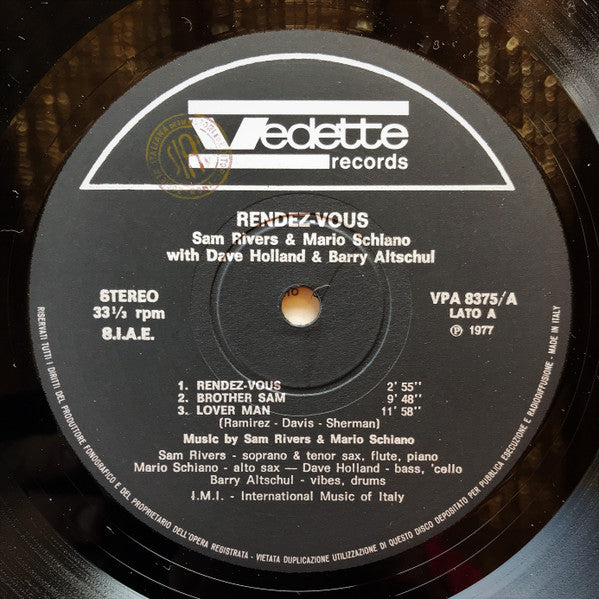 Vedette
records
RENDEZ-VOUS
Sam Rivers & Mario Schiano
with Dave Holland & Barry Altschul
STEREO
33 1/3 rpm
S.I.A.E.
VPA 8375/A
LATO A
℗ 1977
1. RENDEZ-VOUS 2' 55''
2. BROTHER SAM 9' 48''
3. LOVER MAN 11' 58''
(Ramirez - Davis - Sherman)
Music by Sam Rivers & Mario Schiano
Sam Rivers - soprano & tenor sax, flute, piano
Mario Schiano - alto sax — Dave Holland - bass, 'cello
Barry Altschul - vibes, drums
I.M.I. - International Music of Italy
RISERVATI TUTTI I DIRITTI DEL PRODUTTORE FONOGRAFICO E DEL PROPRIETARIO DELL'OPERA REGISTRATA - VIETATA DUPLICAZIONE UTILIZZAZIONE DI QUESTO DISCO DEPOSITATO PER PUBBLICA ESECUZIONE E RADIODIFFUSIONE - MADE IN ITALY